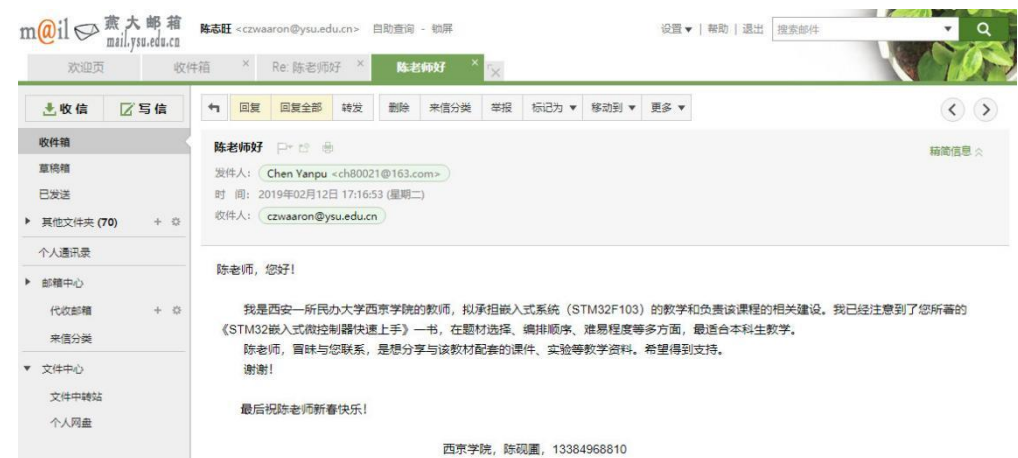 m@il 燕大邮箱
mail.ysu.edu.cn
陈志旺 <czwaaron@ysu.edu.cn> 自助查询 - 锁屏
设置 | 帮助 | 退出
搜索邮件
欢迎页
收件箱
Re: 陈老师好
陈老师好
收信 写信
回复 回复全部 转发 删除 来信分类 举报 标记为 移动到 更多
收件箱
草稿箱
已发送
其他文件夹 (70)
个人通讯录
邮箱中心
代收邮箱
来信分类
文件中心
文件中转站
个人网盘
陈老师好
精简信息
发件人: Chen Yanpu <ch80021@163.com>
时 间: 2019年02月12日 17:16:53 (星期二)
收件人: czwaaron@ysu.edu.cn
陈老师，您好！
我是西安一所民办大学西京学院的教师，拟承担嵌入式系统（STM32F103）的教学和负责该课程的相关建设。我已经注意到了您所著的
《STM32嵌入式微控制器快速上手》一书，在题材选择、编排顺序、难易程度等多方面，最适合本科生教学。
陈老师，冒昧与您联系，是想分享与该教材配套的课件、实验等教学资料。希望得到支持。
谢谢！
最后祝陈老师新春快乐！
西京学院，陈砚圃，13384968810